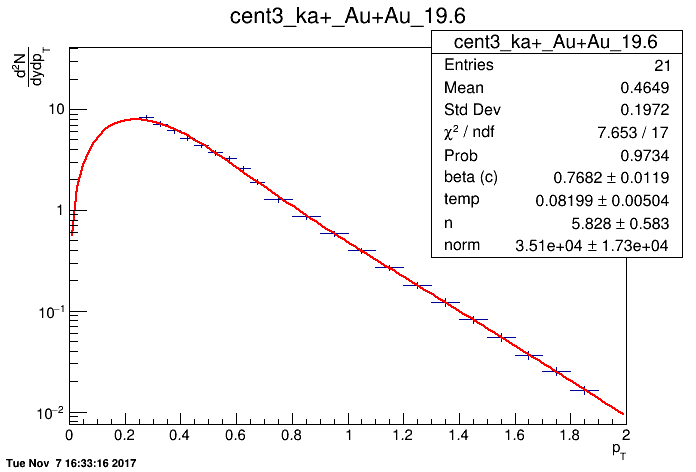 cent3_ka+_Au+Au_19.6
d²N
dydp_T
cent3_ka+_Au+Au_19.6
Entries 21
Mean 0.4649
Std Dev 0.1972
χ² / ndf 7.653 / 17
Prob 0.9734
beta (c) 0.7682 ± 0.0119
temp 0.08199 ± 0.00504
n 5.828 ± 0.583
norm 3.51e+04 ± 1.73e+04
10
1
10⁻¹
10⁻²
0 0.2 0.4 0.6 0.8 1 1.2 1.4 1.6 1.8 2
p_T
Tue Nov 7 16:33:16 2017